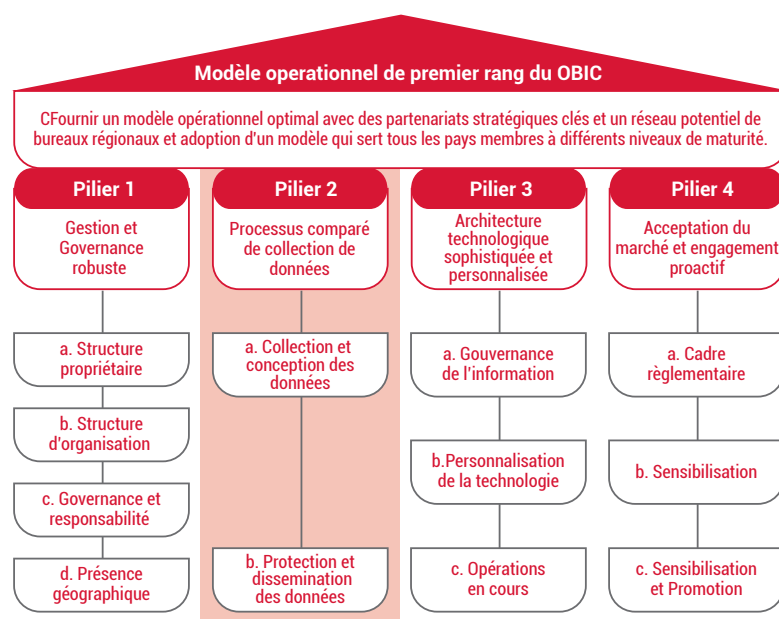 Modèle operationnel de premier rang du OBIC
CFournir un modèle opérationnel optimal avec des partenariats stratégiques clés et un réseau potentiel de
bureaux régionaux et adoption d'un modèle qui sert tous les pays membres à différents niveaux de maturité.
Pilier 1
Gestion et
Governance
robuste
a. Structure
propriétaire
b. Structure
d'organisation
c. Governance et
responsabilité
d. Présence
géographique
Pilier 2
Processus comparé
de collection de
données
a. Collection et
conception des
données
b. Protection et
dissemination
des données
Pilier 3
Architecture
technologique
sophistiquée et
personnalisée
a. Gouvernance
de l'information
b.Personnalisation
de la technologie
c. Opérations
en cours
Pilier 4
Acceptation du
marché et engagement
proactif
a. Cadre
règlementaire
b. Sensibilisation
c. Sensibilisation
et Promotion